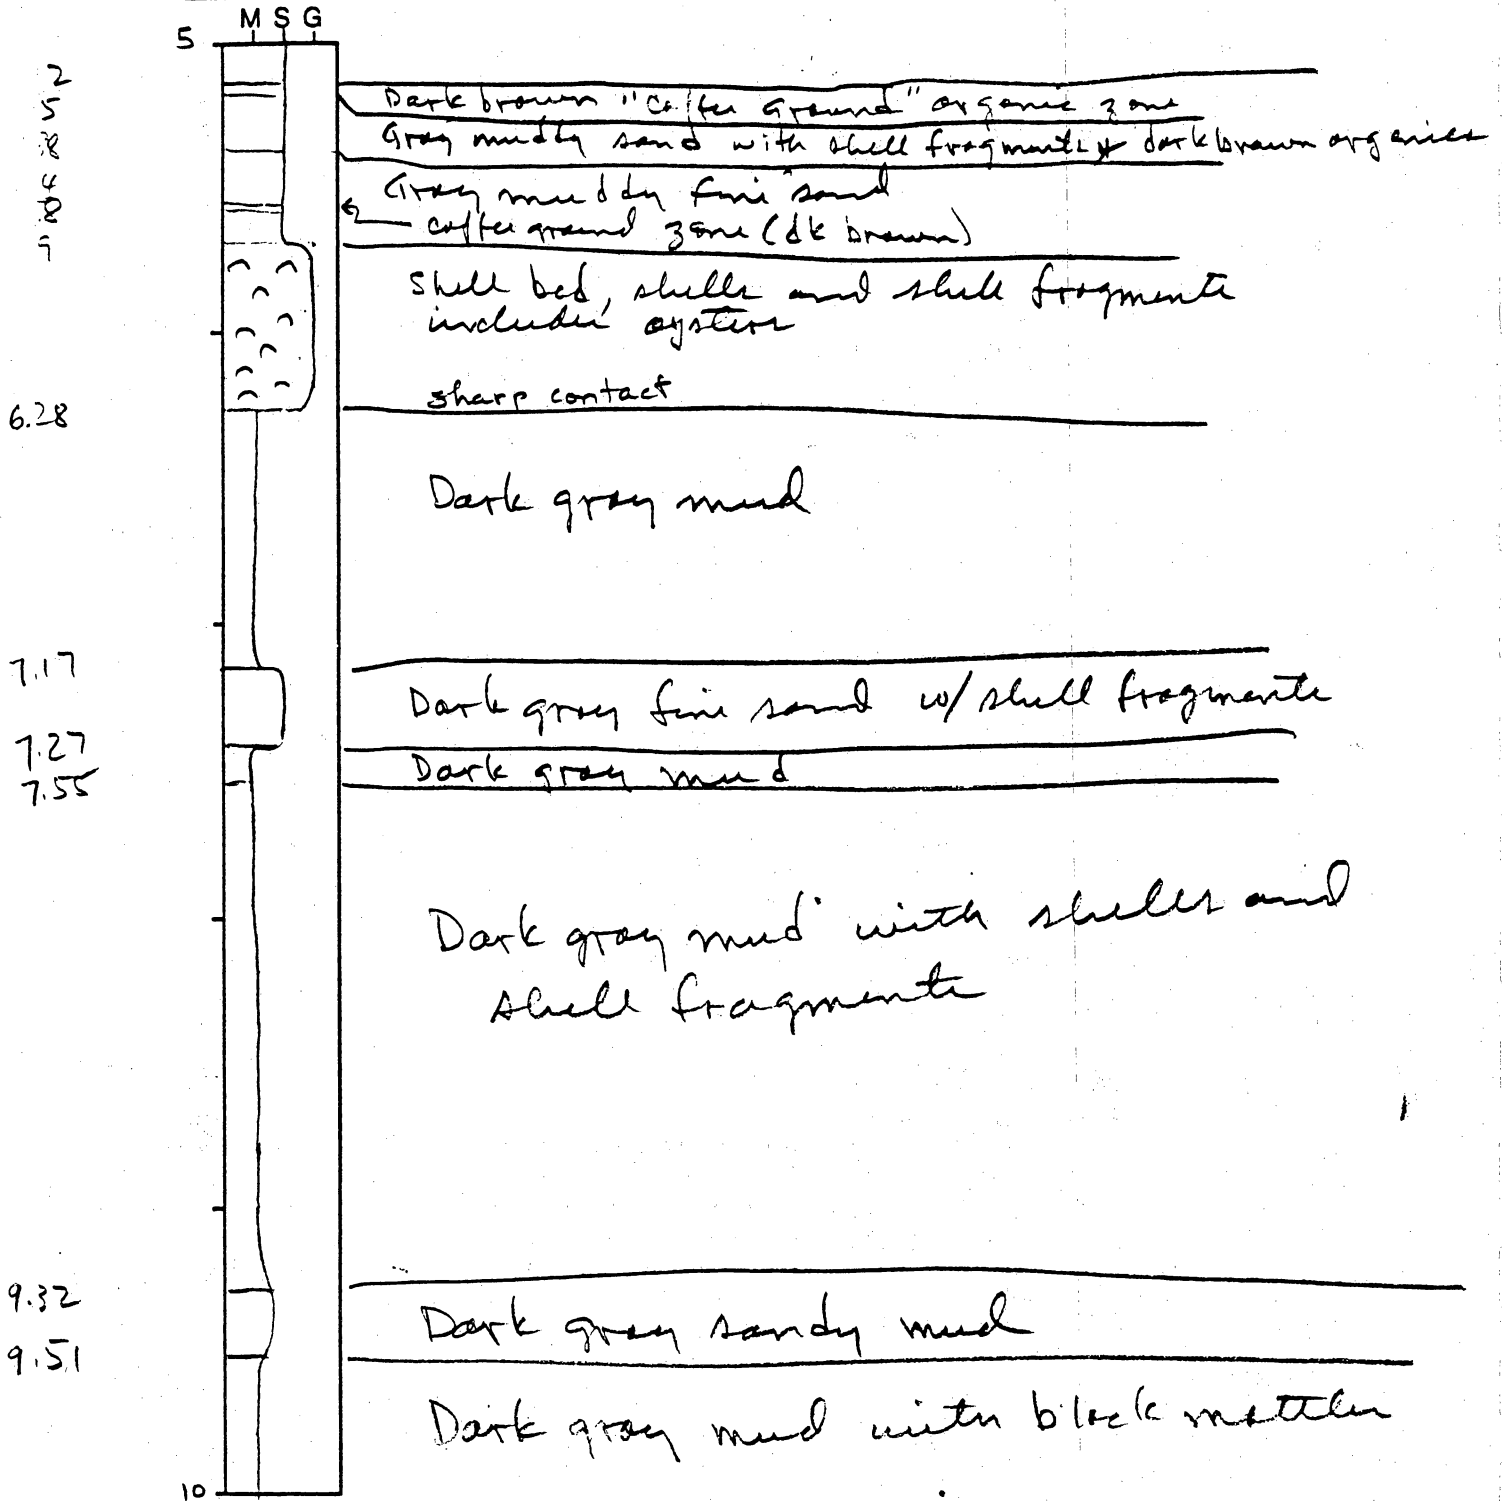 M S G
5
2
5
8
4
8
9
Dark brown "Coffee Ground" organic zone
Gray muddy sand with shell fragments & dark brown organics
Gray muddy fine sand
coffee ground zone (dk brown)
shell bed, shells and shell fragments
includes oysters
sharp contact
6.28
Dark gray mud
7.17
Dark gray fine sand w/ shell fragments
7.27
Dark gray mud
7.55
Dark gray mud with shells and
shell fragments
9.32
Dark gray sandy mud
9.51
Dark gray mud with black mottles
10